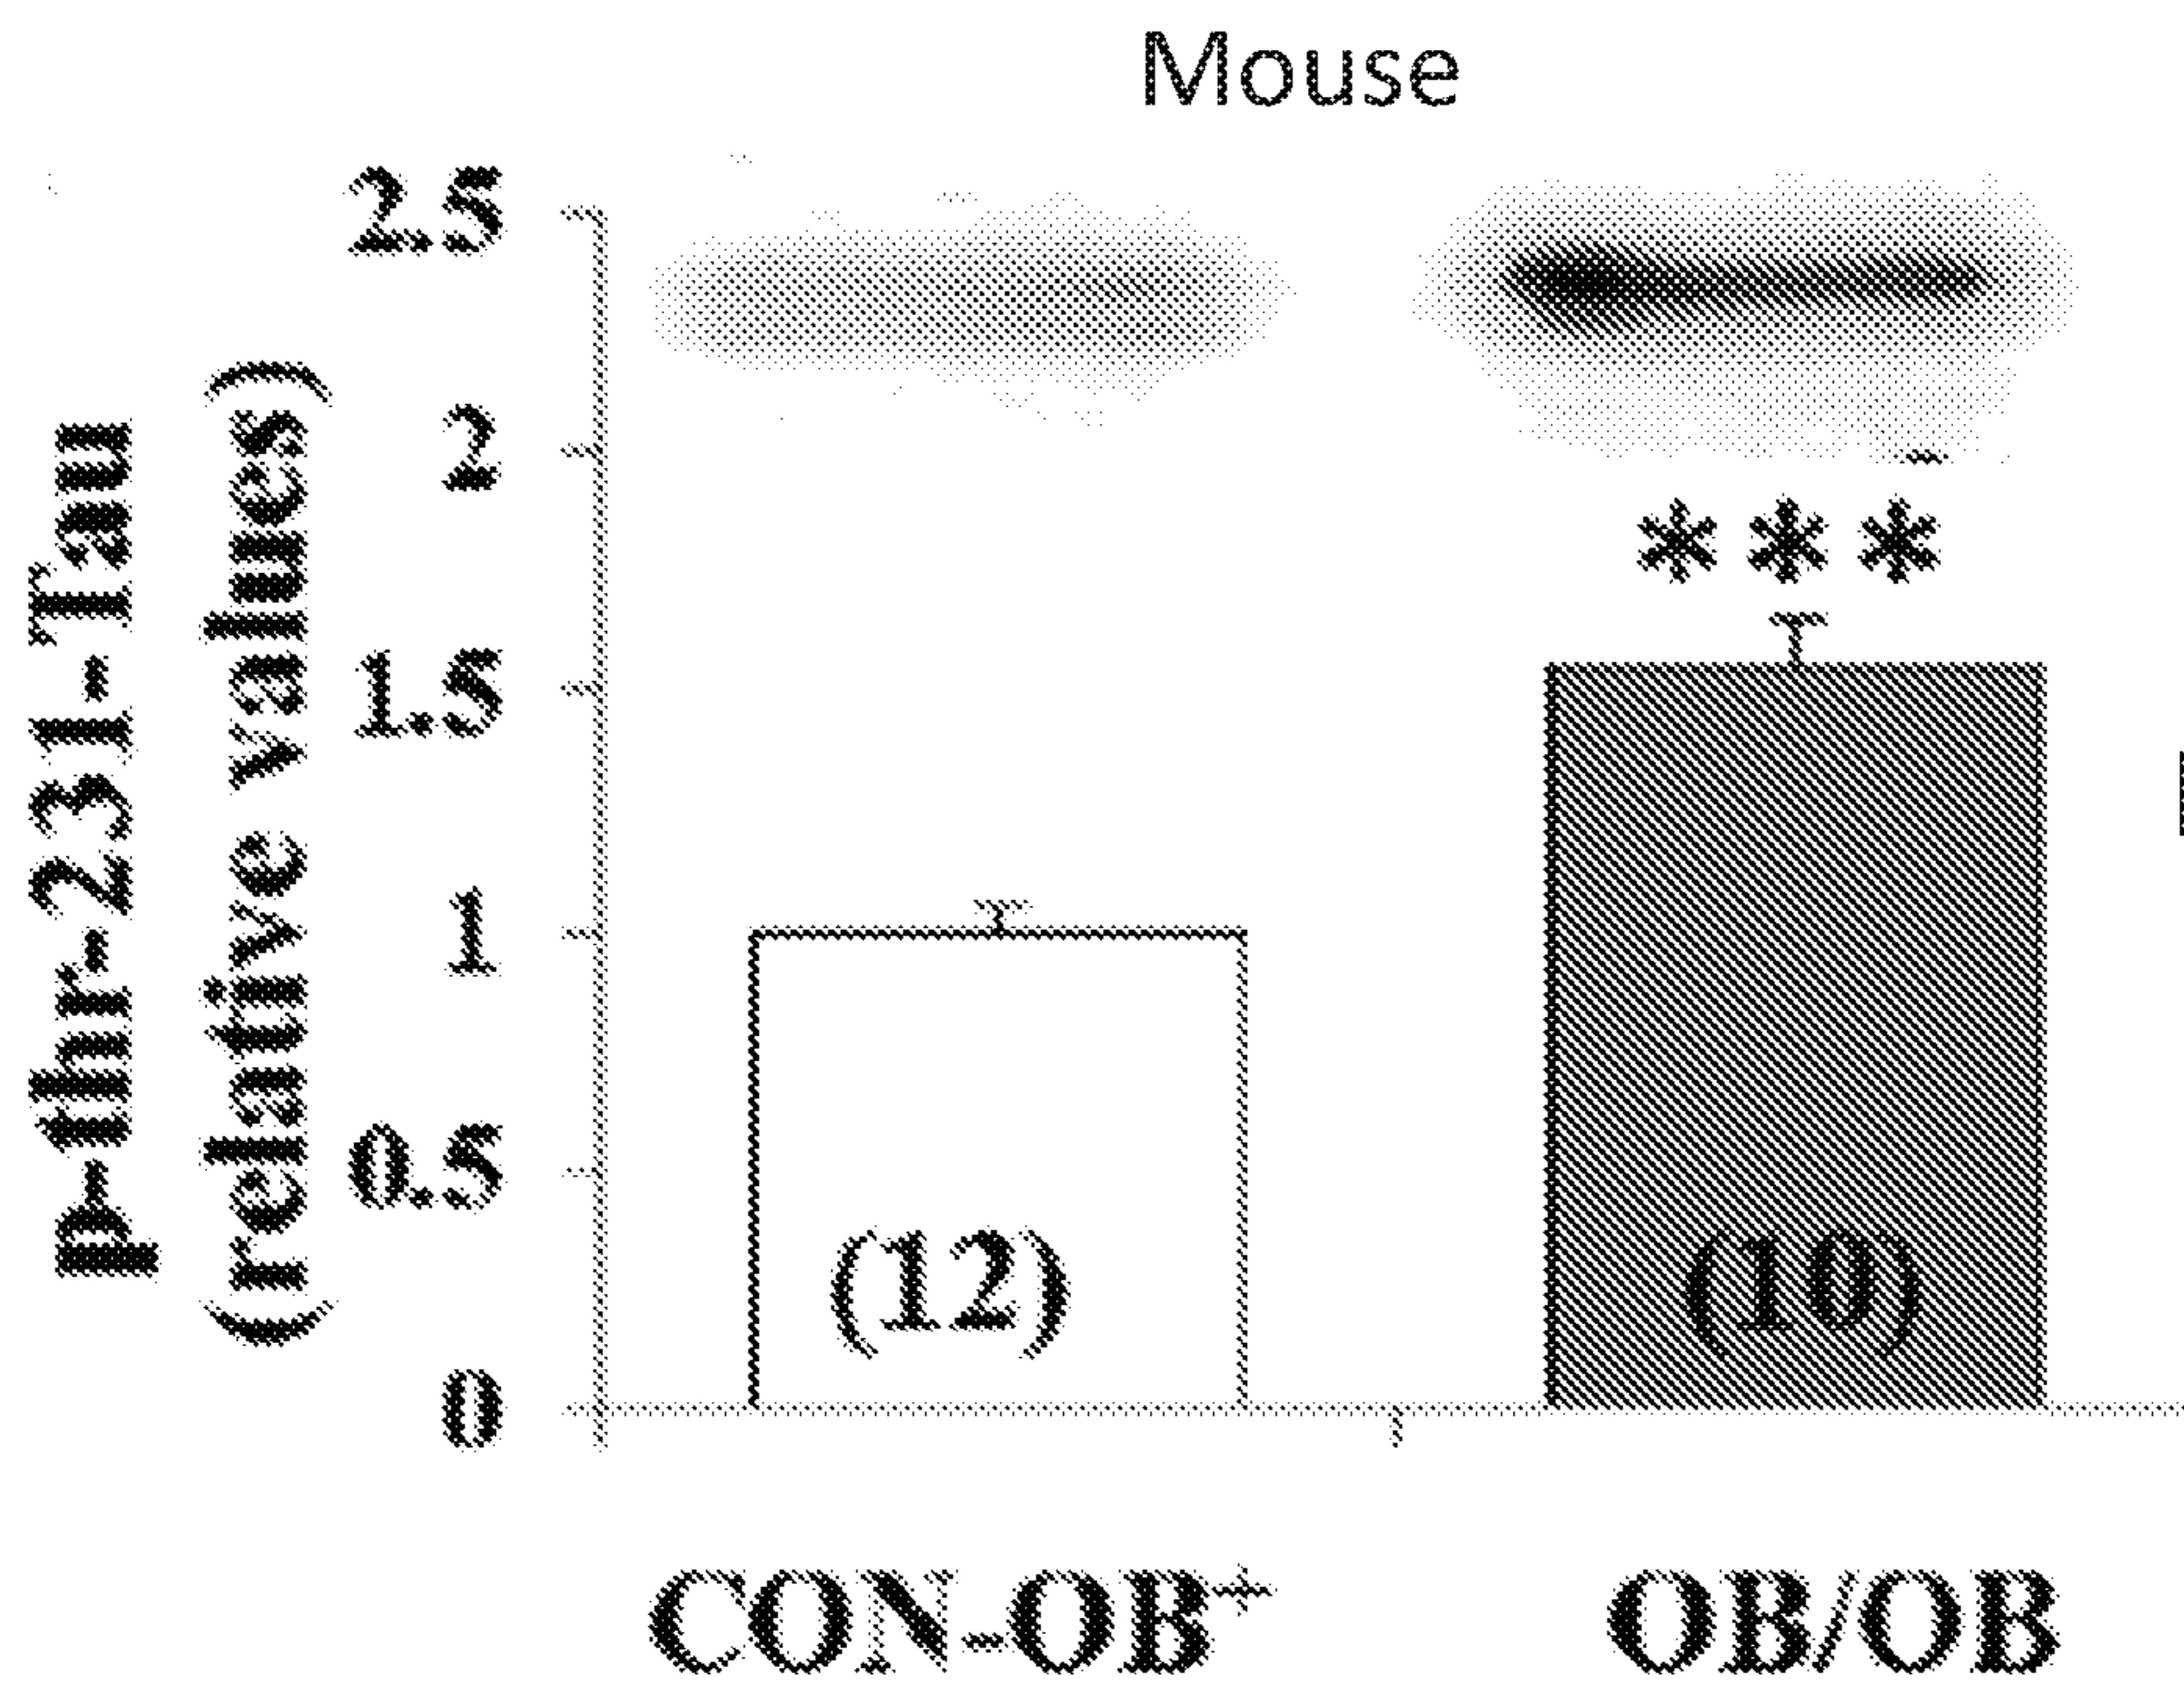 Mouse
p-thr-231-Tau
(relative values)
2.5
2
1.5
1
0.5
0
***
(12)
(10)
CON-OB+
OB/OB